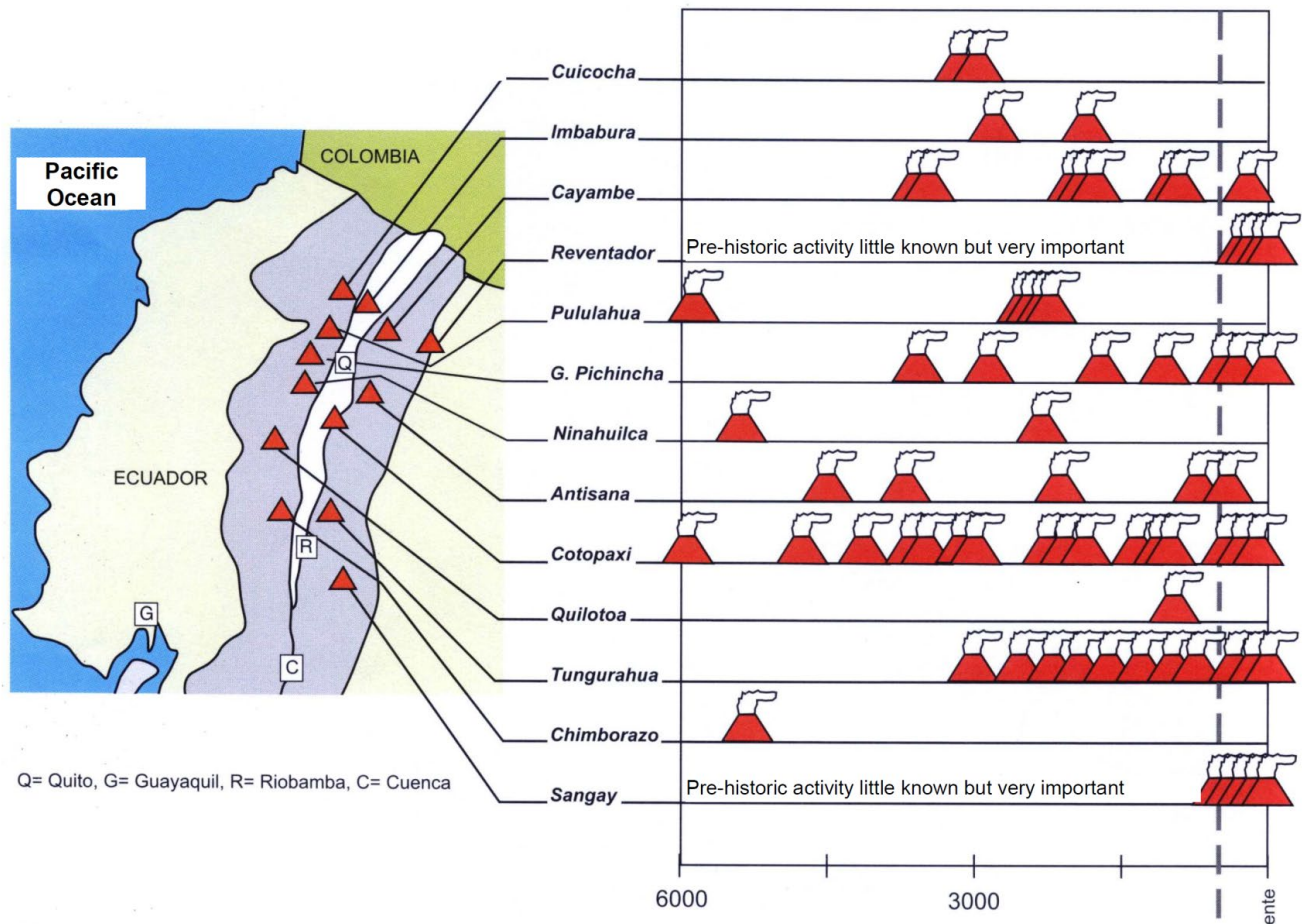 Pacific
Ocean
COLOMBIA
ECUADOR
Q
R
G
C
Q= Quito, G= Guayaquil, R= Riobamba, C= Cuenca
Cuicocha
Imbabura
Cayambe
Reventador
Pre-historic activity little known but very important
Pululahua
G. Pichincha
Ninahuilca
Antisana
Cotopaxi
Quilotoa
Tungurahua
Chimborazo
Sangay
Pre-historic activity little known but very important
6000
3000
ente